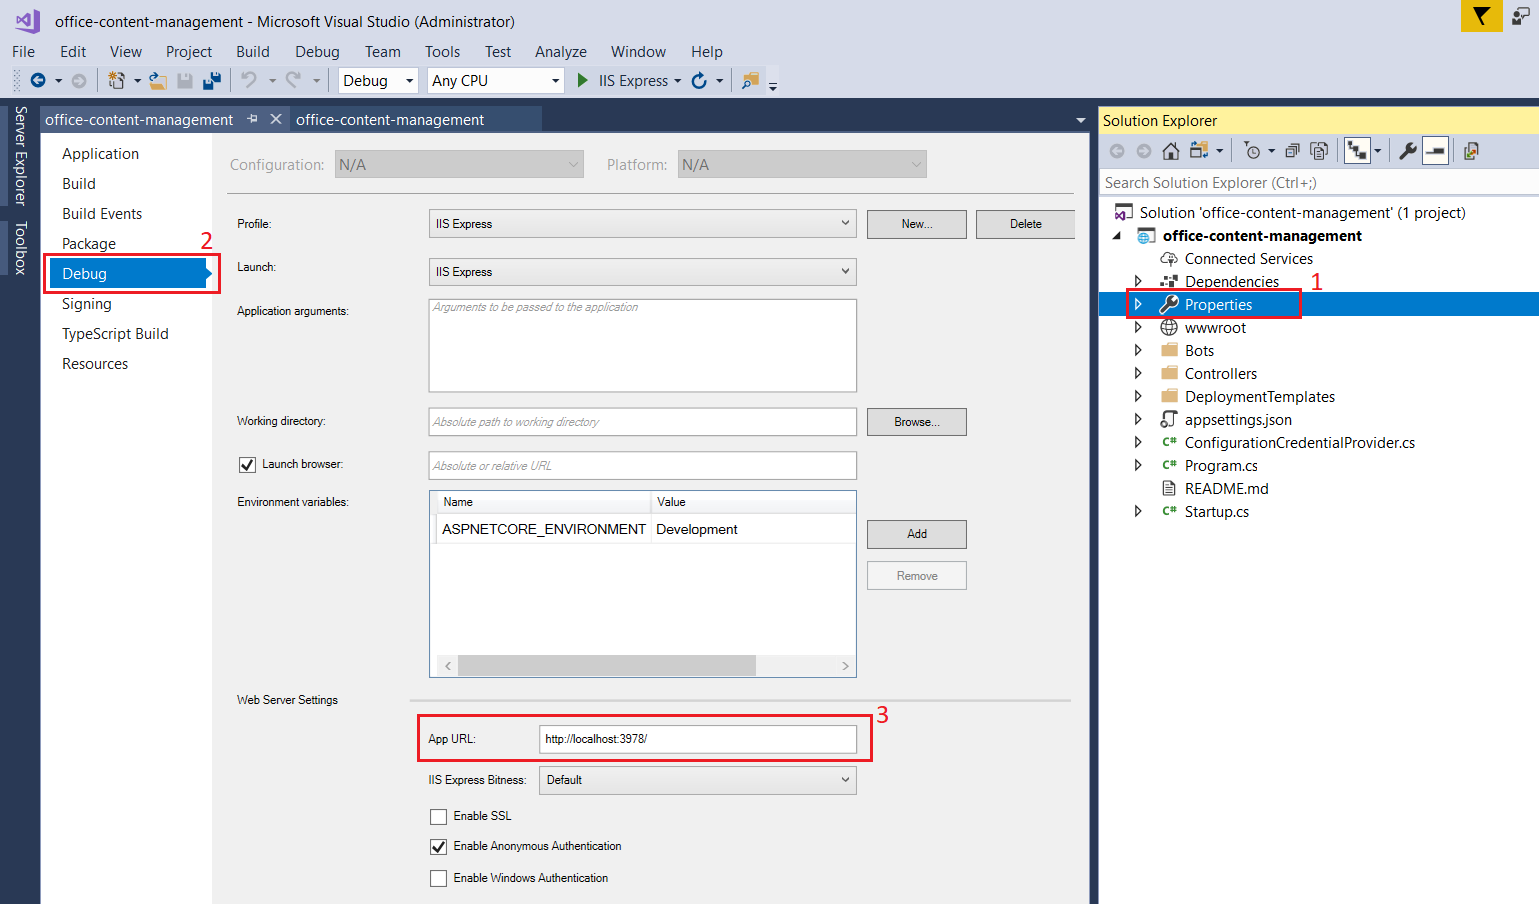 office-content-management - Microsoft Visual Studio (Administrator)
File Edit View Project Build Debug Team Tools Test Analyze Window Help
Debug Any CPU IIS Express
Server Explorer
Toolbox
office-content-management office-content-management
Application
Build
Build Events
Package
2
Debug
Signing
TypeScript Build
Resources
Configuration: N/A Platform: N/A
Profile: IIS Express New... Delete
Launch: IIS Express
Application arguments: Arguments to be passed to the application
Working directory: Absolute path to working directory Browse...
Launch browser: Absolute or relative URL
Environment variables: Name Value
ASPNETCORE_ENVIRONMENT Development
Add
Remove
Web Server Settings
3
App URL: http://localhost:3978/
IIS Express Bitness: Default
Enable SSL
Enable Anonymous Authentication
Enable Windows Authentication
Solution Explorer
Search Solution Explorer (Ctrl+;)
Solution 'office-content-management' (1 project)
office-content-management
Connected Services
Dependencies
1
Properties
wwwroot
Bots
Controllers
DeploymentTemplates
appsettings.json
C# ConfigurationCredentialProvider.cs
C# Program.cs
README.md
C# Startup.cs